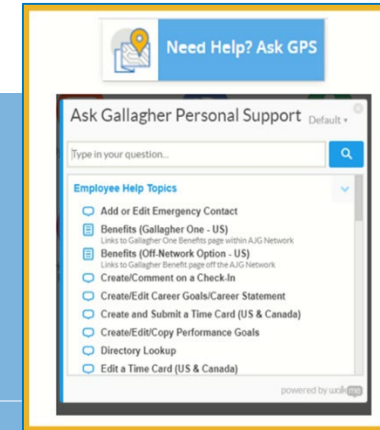 Need Help? Ask GPS
Ask Gallagher Personal Support Default
Type in your question...
Employee Help Topics
Add or Edit Emergency Contact
Benefits (Gallagher One - US)
Links to Gallagher One Benefits page within AJG Network
Benefits (Off-Network Option - US)
Links to Gallagher Benefit page off the AJG Network
Create/Comment on a Check-In
Create/Edit Career Goals/Career Statement
Create and Submit a Time Card (US & Canada)
Create/Edit/Copy Performance Goals
Directory Lookup
Edit a Time Card (US & Canada)
powered by walkme